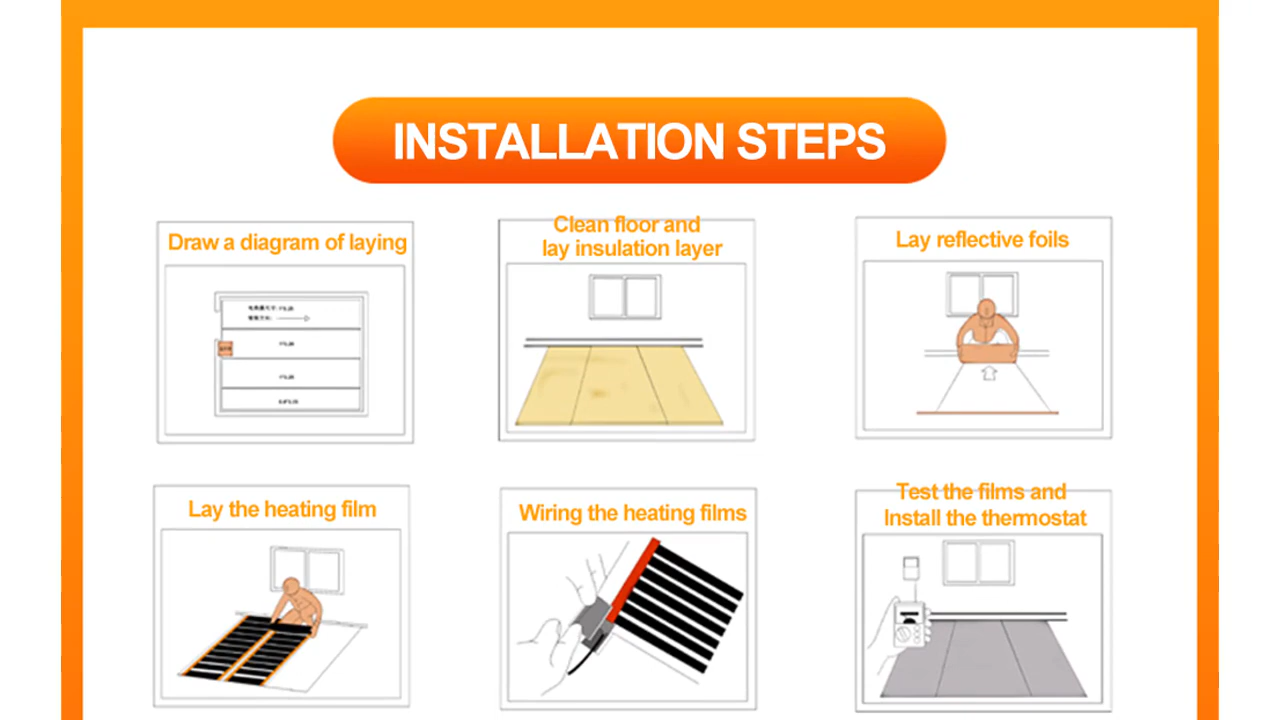 INSTALLATION STEPS
Draw a diagram of laying
Clean floor and
lay insulation layer
Lay reflective foils
Lay the heating film
Wiring the heating films
Test the films and
Install the thermostat